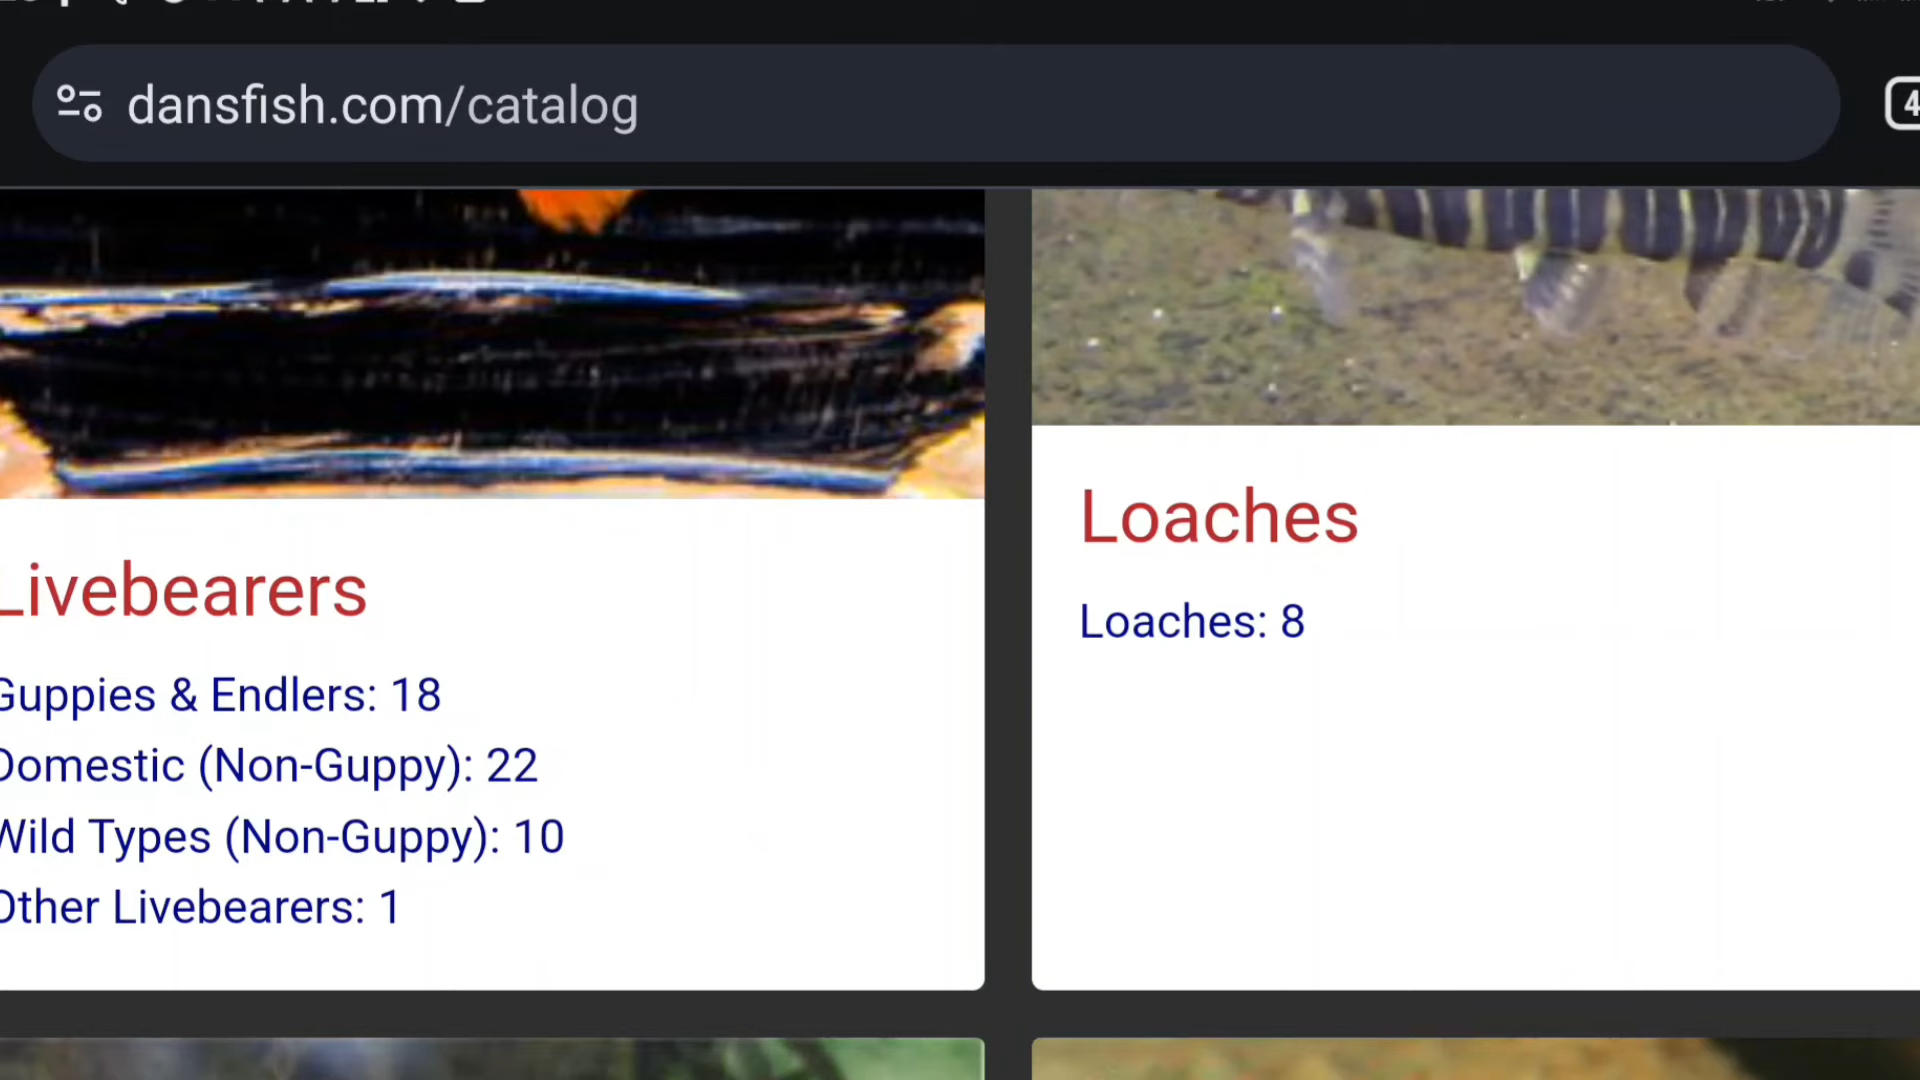 dansfish.com/catalog
4
Livebearers
Guppies & Endlers: 18
Domestic (Non-Guppy): 22
Wild Types (Non-Guppy): 10
Other Livebearers: 1
Loaches
Loaches: 8